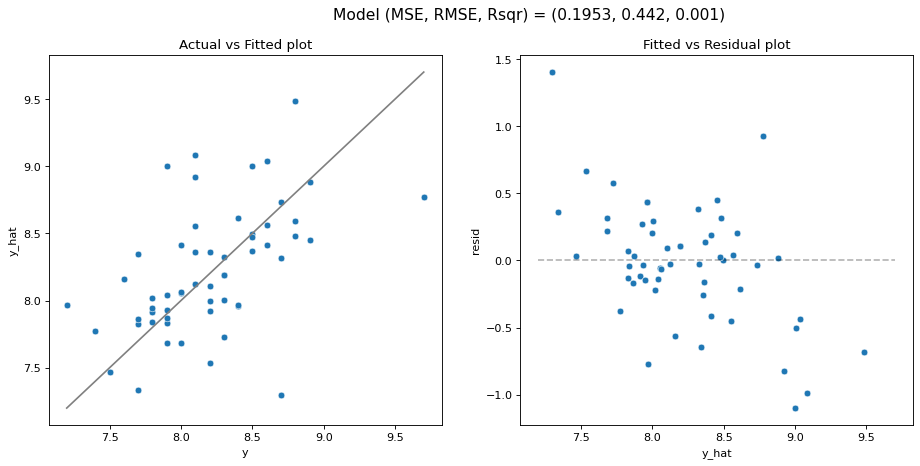 Model (MSE, RMSE, Rsqr) = (0.1953, 0.442, 0.001)
Actual vs Fitted plot
9.5
9.0
8.5
8.0
7.5
y_hat
7.5 8.0 8.5 9.0 9.5
y
Fitted vs Residual plot
1.5
1.0
0.5
0.0
−0.5
−1.0
resid
7.5 8.0 8.5 9.0 9.5
y_hat